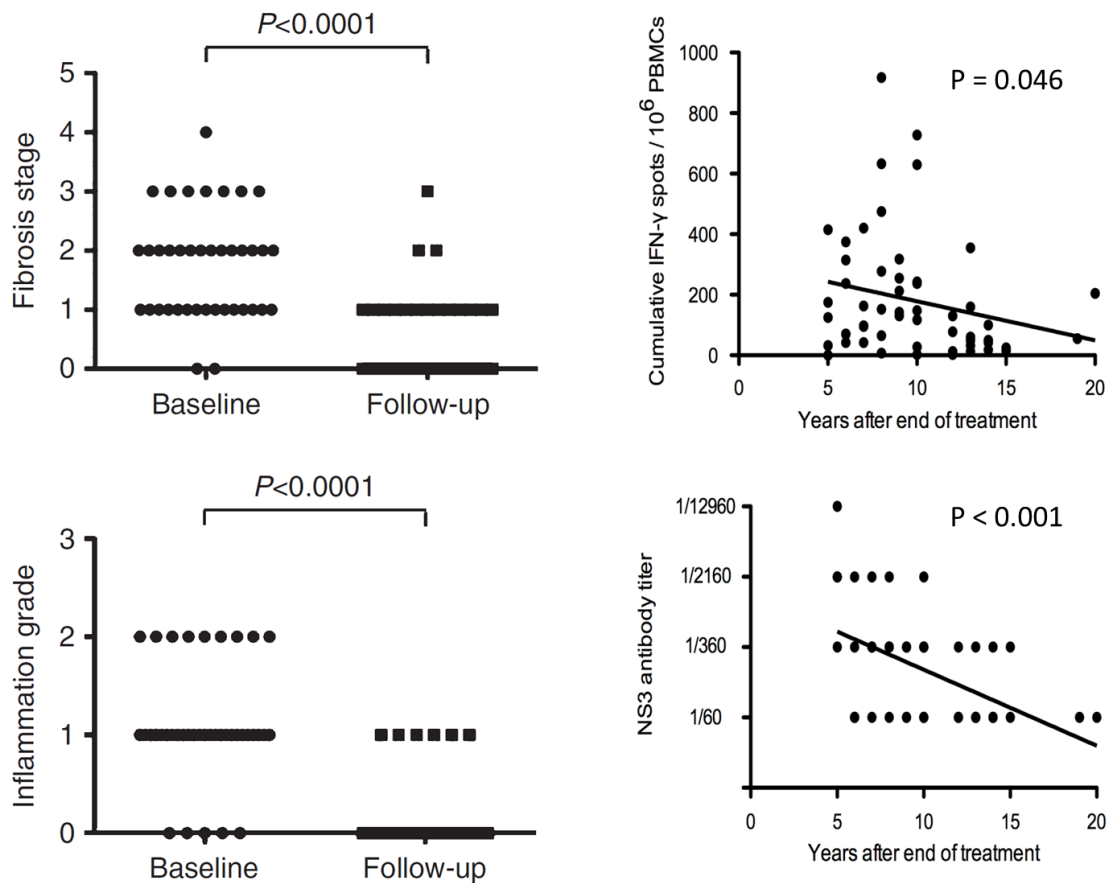 P<0.0001
Fibrosis stage
5
4
3
2
1
0
Baseline Follow-up
P = 0.046
Cumulative IFN-γ spots / 10⁶ PBMCs
1000
800
600
400
200
0
0 5 10 15 20
Years after end of treatment
P<0.0001
Inflammation grade
3
2
1
0
Baseline Follow-up
P < 0.001
NS3 antibody titer
1/12960
1/2160
1/360
1/60
0 5 10 15 20
Years after end of treatment